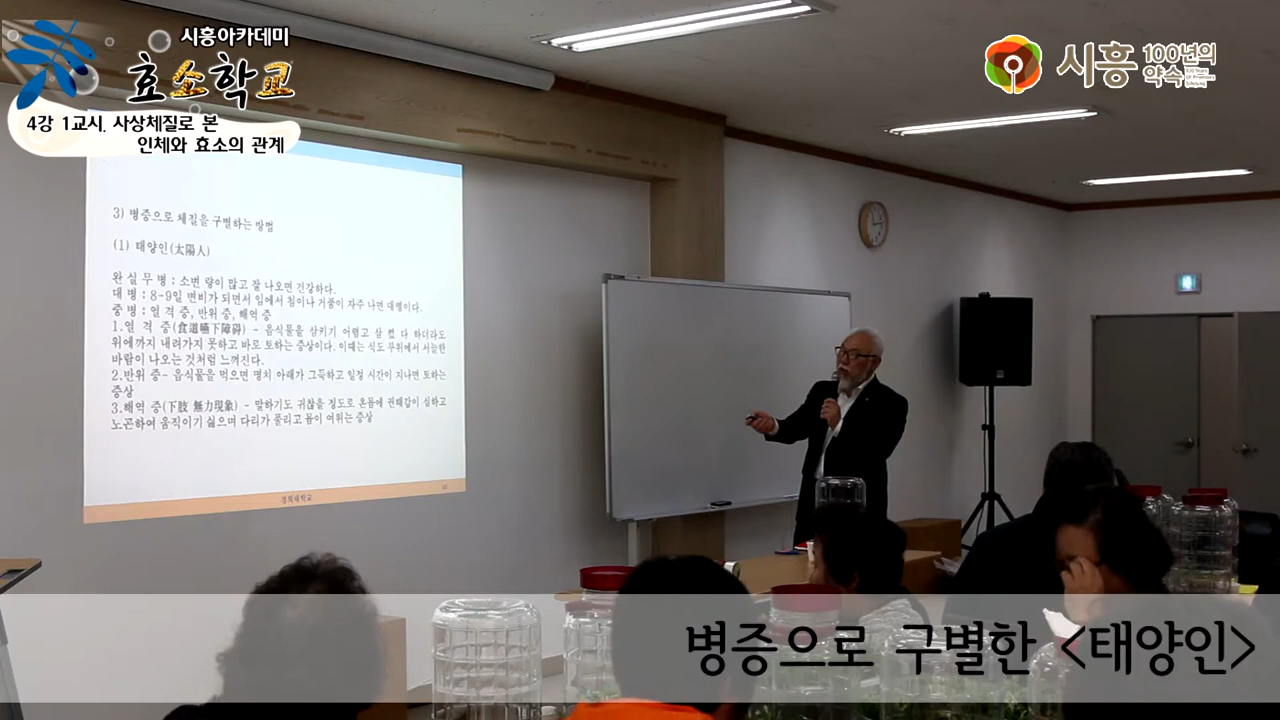 시흥아카데미
효소학교
4강 1교시. 사상체질로 본
인체와 효소의 관계
시흥 100년의
약속
3) 병증으로 체질을 구별하는 방법
(1) 태양인(太陽人)
완 실 무 병 : 소변 량이 많고 잘 나오면 건강하다.
대 병 : 8-9일 변비가 되면서 입에서 침이나 거품이 자주 나면 대병이다.
중 병 : 열 격 증, 반위 증, 해역 증
1.열 격 증(食道嚥下障碍) - 음식물을 삼키기 어렵고 삼 켰 다 하더라도
위에까지 내려가지 못하고 바로 토하는 증상이다. 이때는 식도 부위에서 서늘한
바람이 나오는 것처럼 느껴진다.
2.반위 증- 음식물을 먹으면 명치 아래가 그득하고 일정 시간이 지나면 토하는
증상
3.해역 증(下肢 無力現象) - 말하기도 귀찮을 정도로 온몸에 권태감이 심하고
노곤하여 움직이기 싫으며 다리가 풀리고 몸이 여위는 증상
경희대학교
병증으로 구별한 <태양인>